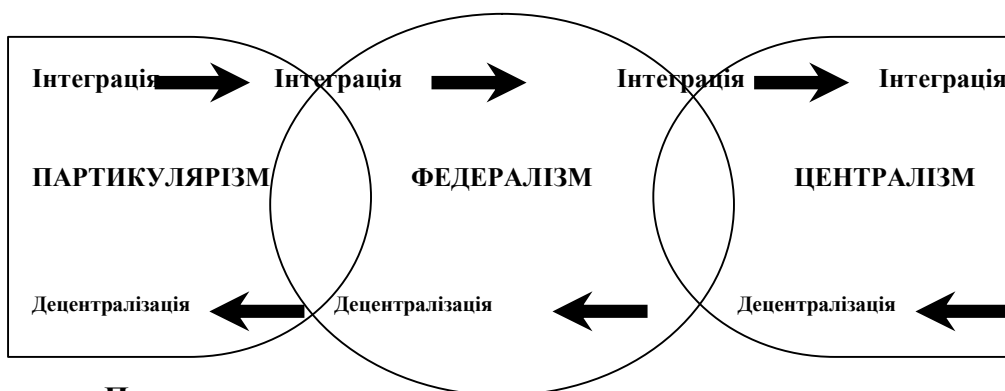 Інтеграція Інтеграція Інтеграція Інтеграція
ПАРТИКУЛЯРІЗМ ФЕДЕРАЛІЗМ ЦЕНТРАЛІЗМ
Децентралізація Децентралізація Децентралізація